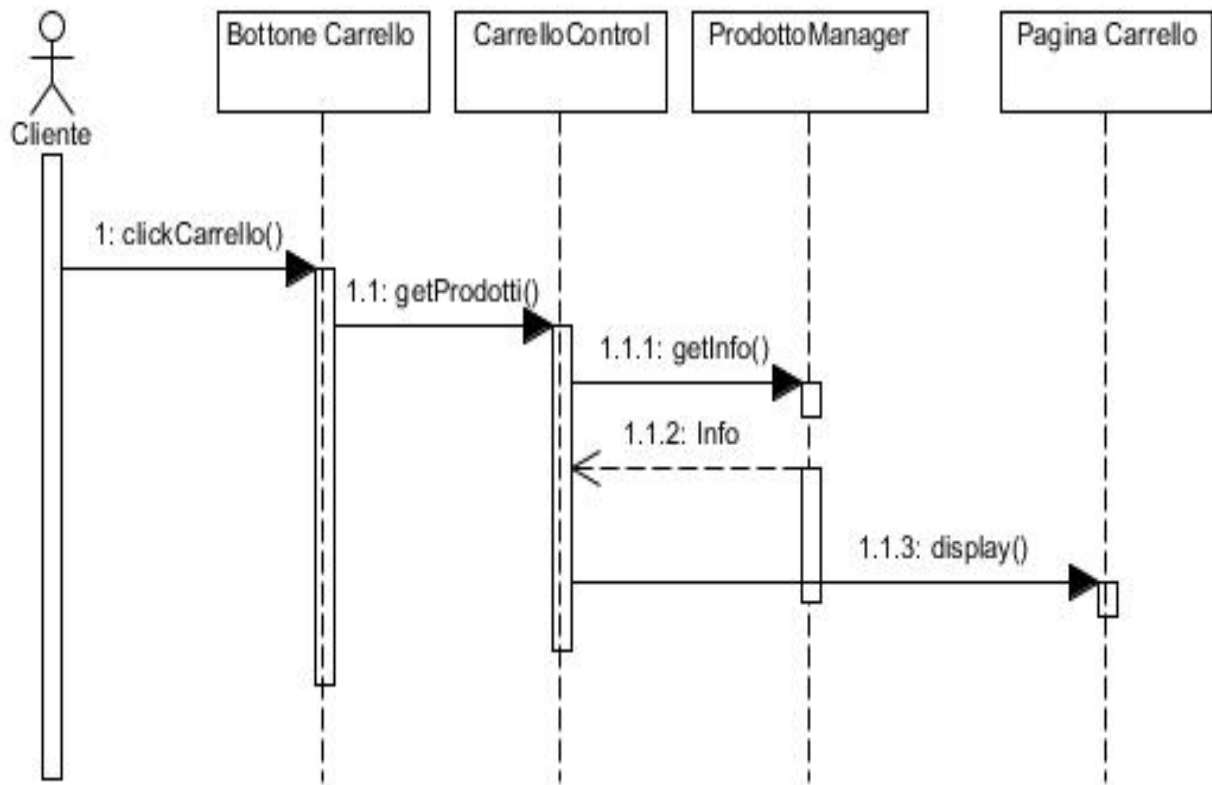 Bottone Carrello
CarrelloControl
ProdottoManager
Pagina Carrello
Cliente
1: clickCarrello()
1.1: getProdotti()
1.1.1: getInfo()
1.1.2: Info
1.1.3: display()